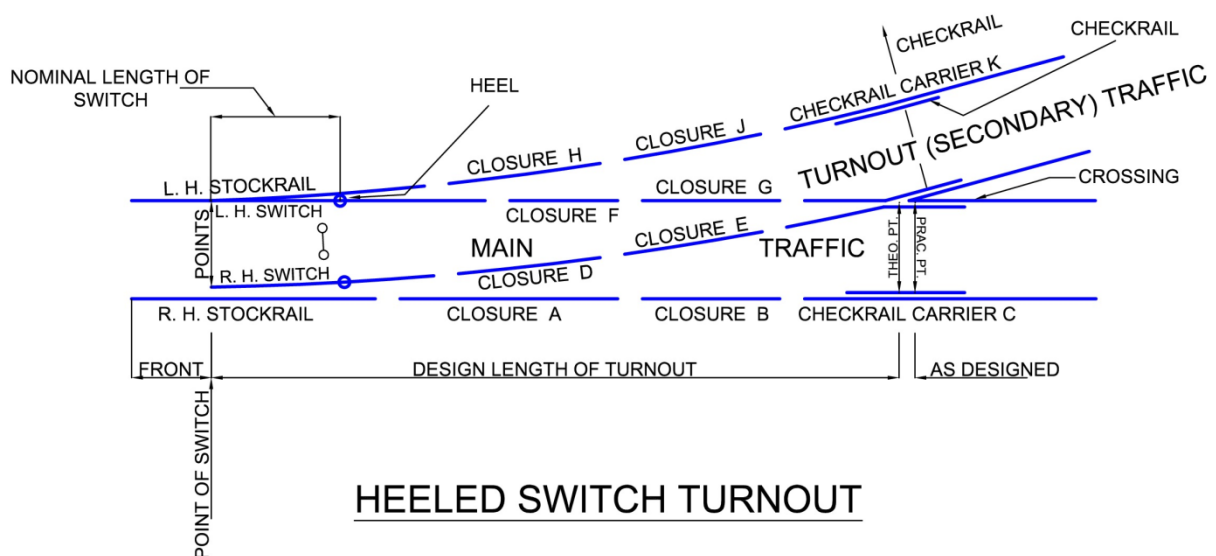 CHECKRAIL
CHECKRAIL
NOMINAL LENGTH OF
SWITCH
HEEL
CHECKRAIL CARRIER K
TURNOUT (SECONDARY) TRAFFIC
CLOSURE J
CLOSURE H
L. H. STOCKRAIL
CLOSURE G
CROSSING
L. H. SWITCH
CLOSURE F
POINTS
MAIN
CLOSURE E
TRAFFIC
THEO. PT.
PRAC. PT.
R. H. SWITCH
CLOSURE D
R. H. STOCKRAIL
CLOSURE A
CLOSURE B
CHECKRAIL CARRIER C
FRONT
DESIGN LENGTH OF TURNOUT
AS DESIGNED
POINT OF SWITCH
HEELED SWITCH TURNOUT